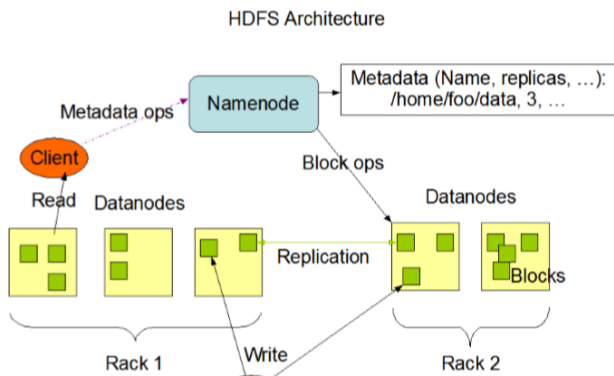 HDFS Architecture
Metadata (Name, replicas, ...):
/home/foo/data, 3, ...
Namenode
Metadata ops
Client
Block ops
Read
Datanodes
Datanodes
Replication
Blocks
Rack 1
Write
Rack 2